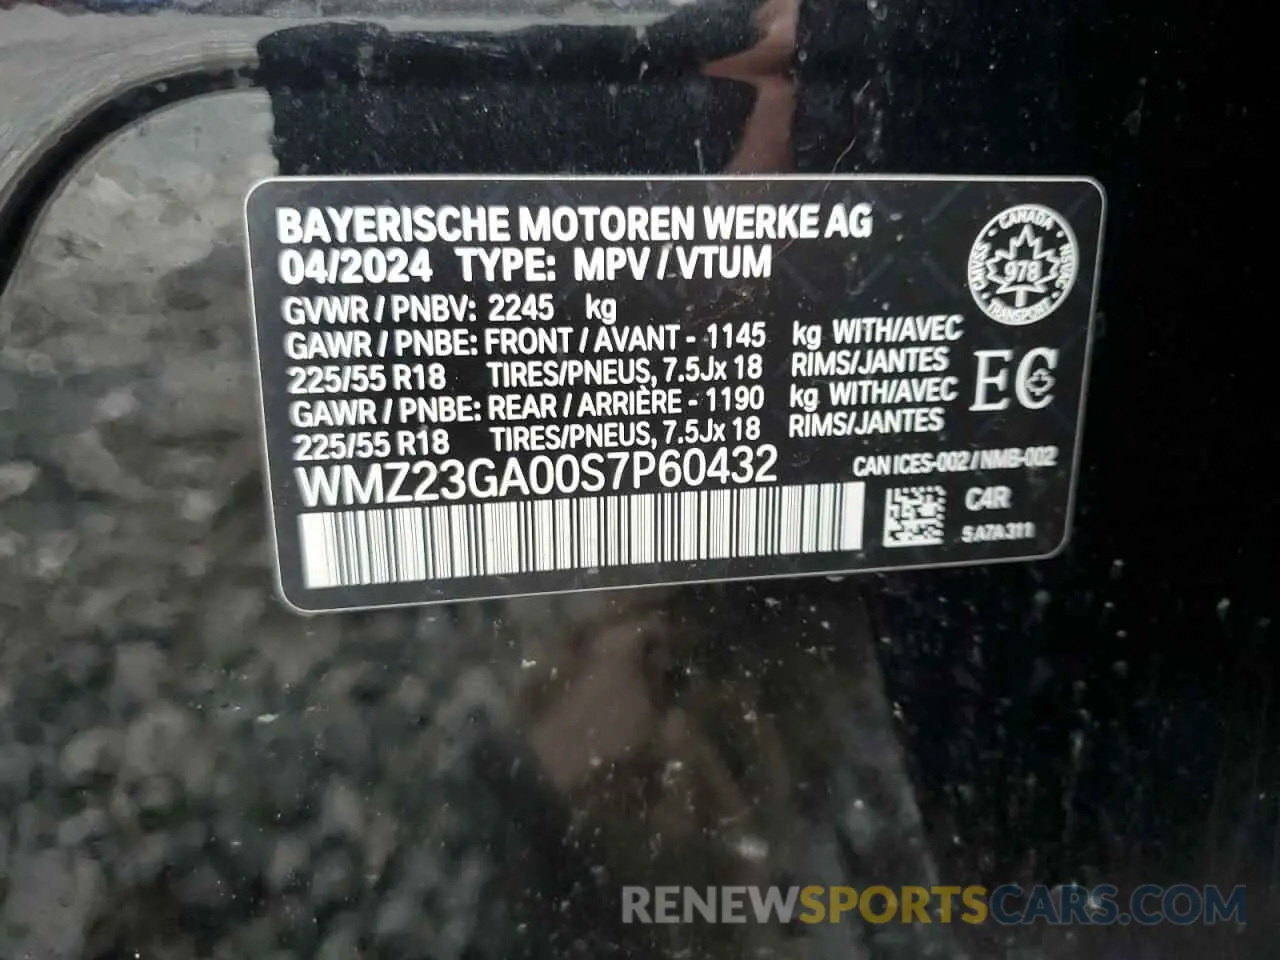 BAYERISCHE MOTOREN WERKE AG
04/2024 TYPE: MPV / VTUM
GVWR / PNBV: 2245 kg
GAWR / PNBE: FRONT / AVANT - 1145 kg WITH/AVEC
225/55 R18 TIRES/PNEUS, 7.5Jx 18 RIMS/JANTES
GAWR / PNBE: REAR / ARRIÈRE - 1190 kg WITH/AVEC
225/55 R18 TIRES/PNEUS, 7.5Jx 18 RIMS/JANTES
WMZ23GA00S7P60432
CANADA
CMVSS
978
NSVAC
TRANSPORT
EC
CAN ICES-002 / NMB-002
C4R
5A7A311
RENEWSPORTSCARS.COM